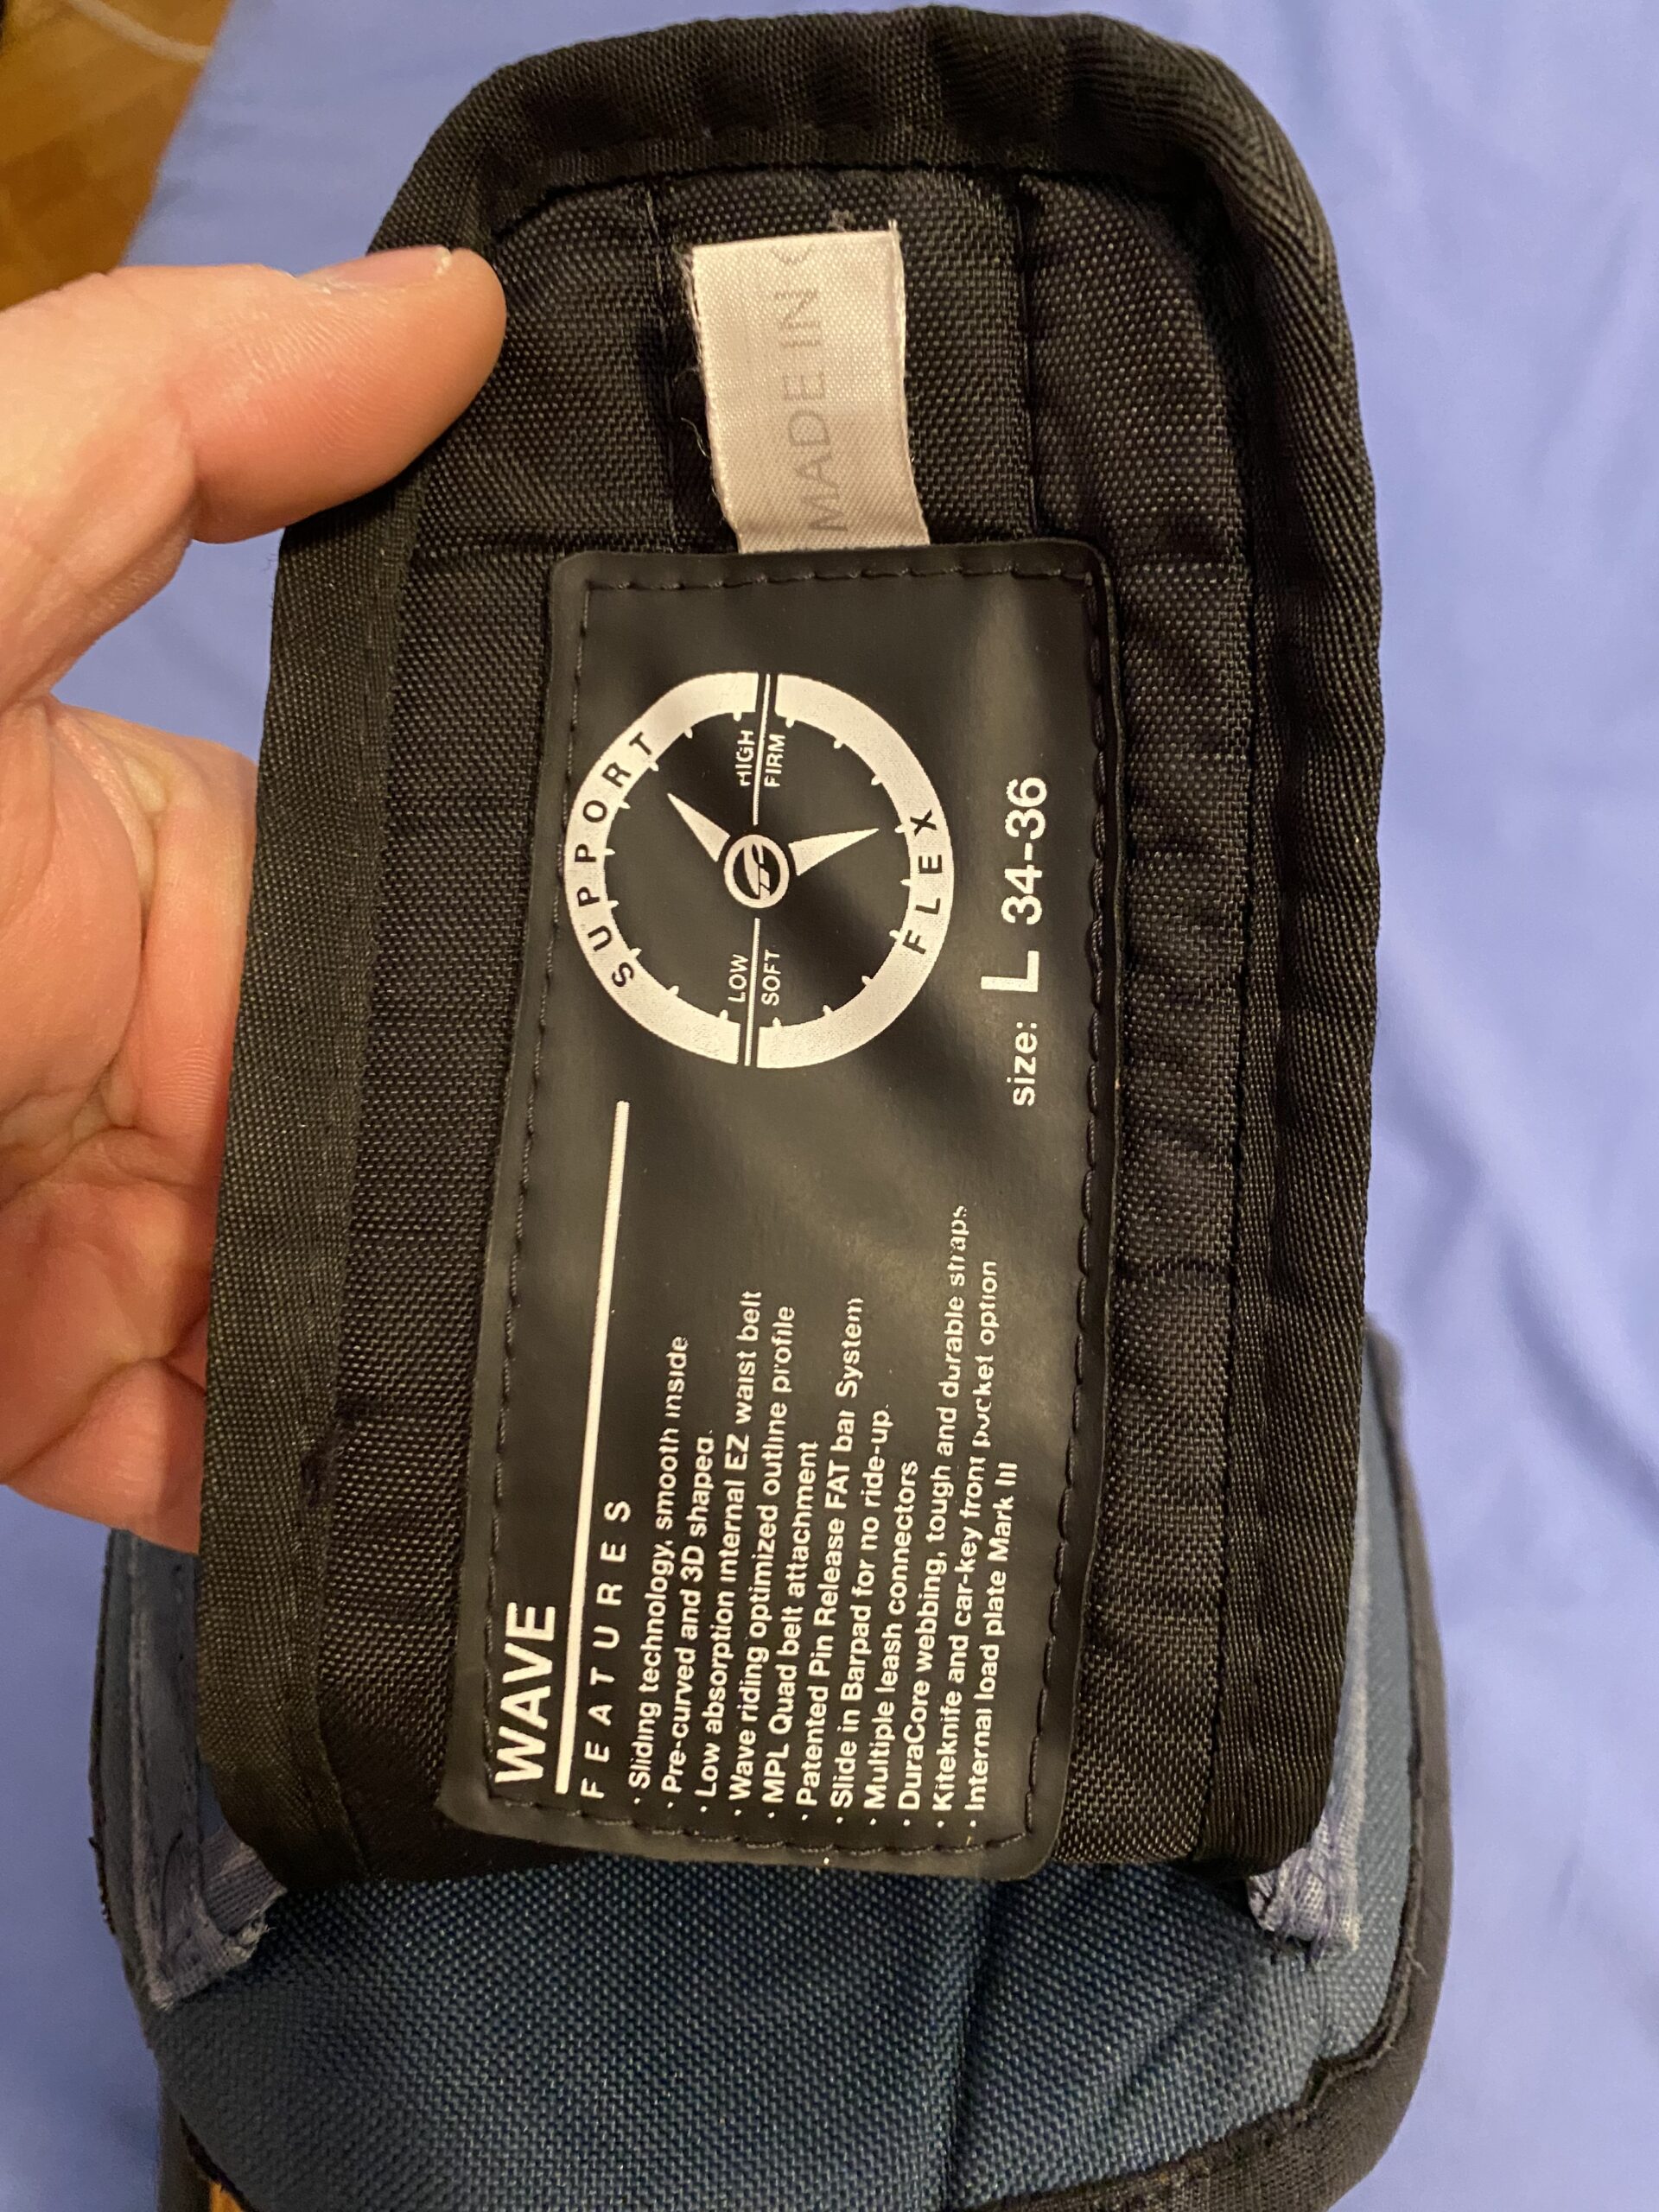 WAVE
FEATURES
· Sliding technology, smooth inside
· Pre-curved and 3D shaped.
· Low absorption internal EZ waist belt
· Wave riding optimized outline profile
· MPL Quad belt attachment
· Patented Pin Release FAT bar System
· Slide in Barpad for no ride-up.
· Multiple leash connectors
· DuraCore webbing, tough and durable straps
· Kiteknife and car-key front pocket option
· Internal load plate Mark III
SUPPORT
LOW HIGH
SOFT FIRM
FLEX
size: L 34-36
MADE IN